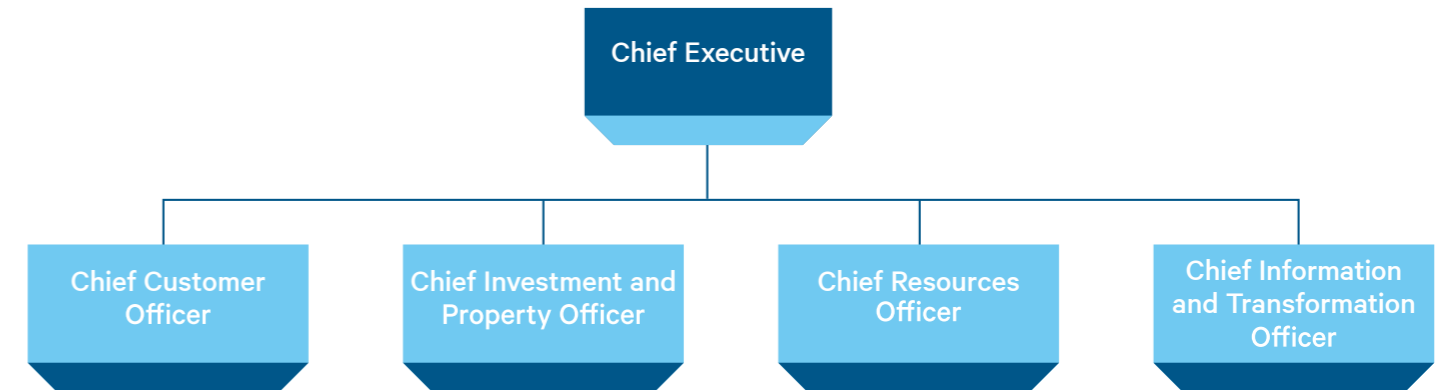 Chief Executive
Chief Customer
Officer
Chief Investment and
Property Officer
Chief Resources
Officer
Chief Information
and Transformation
Officer